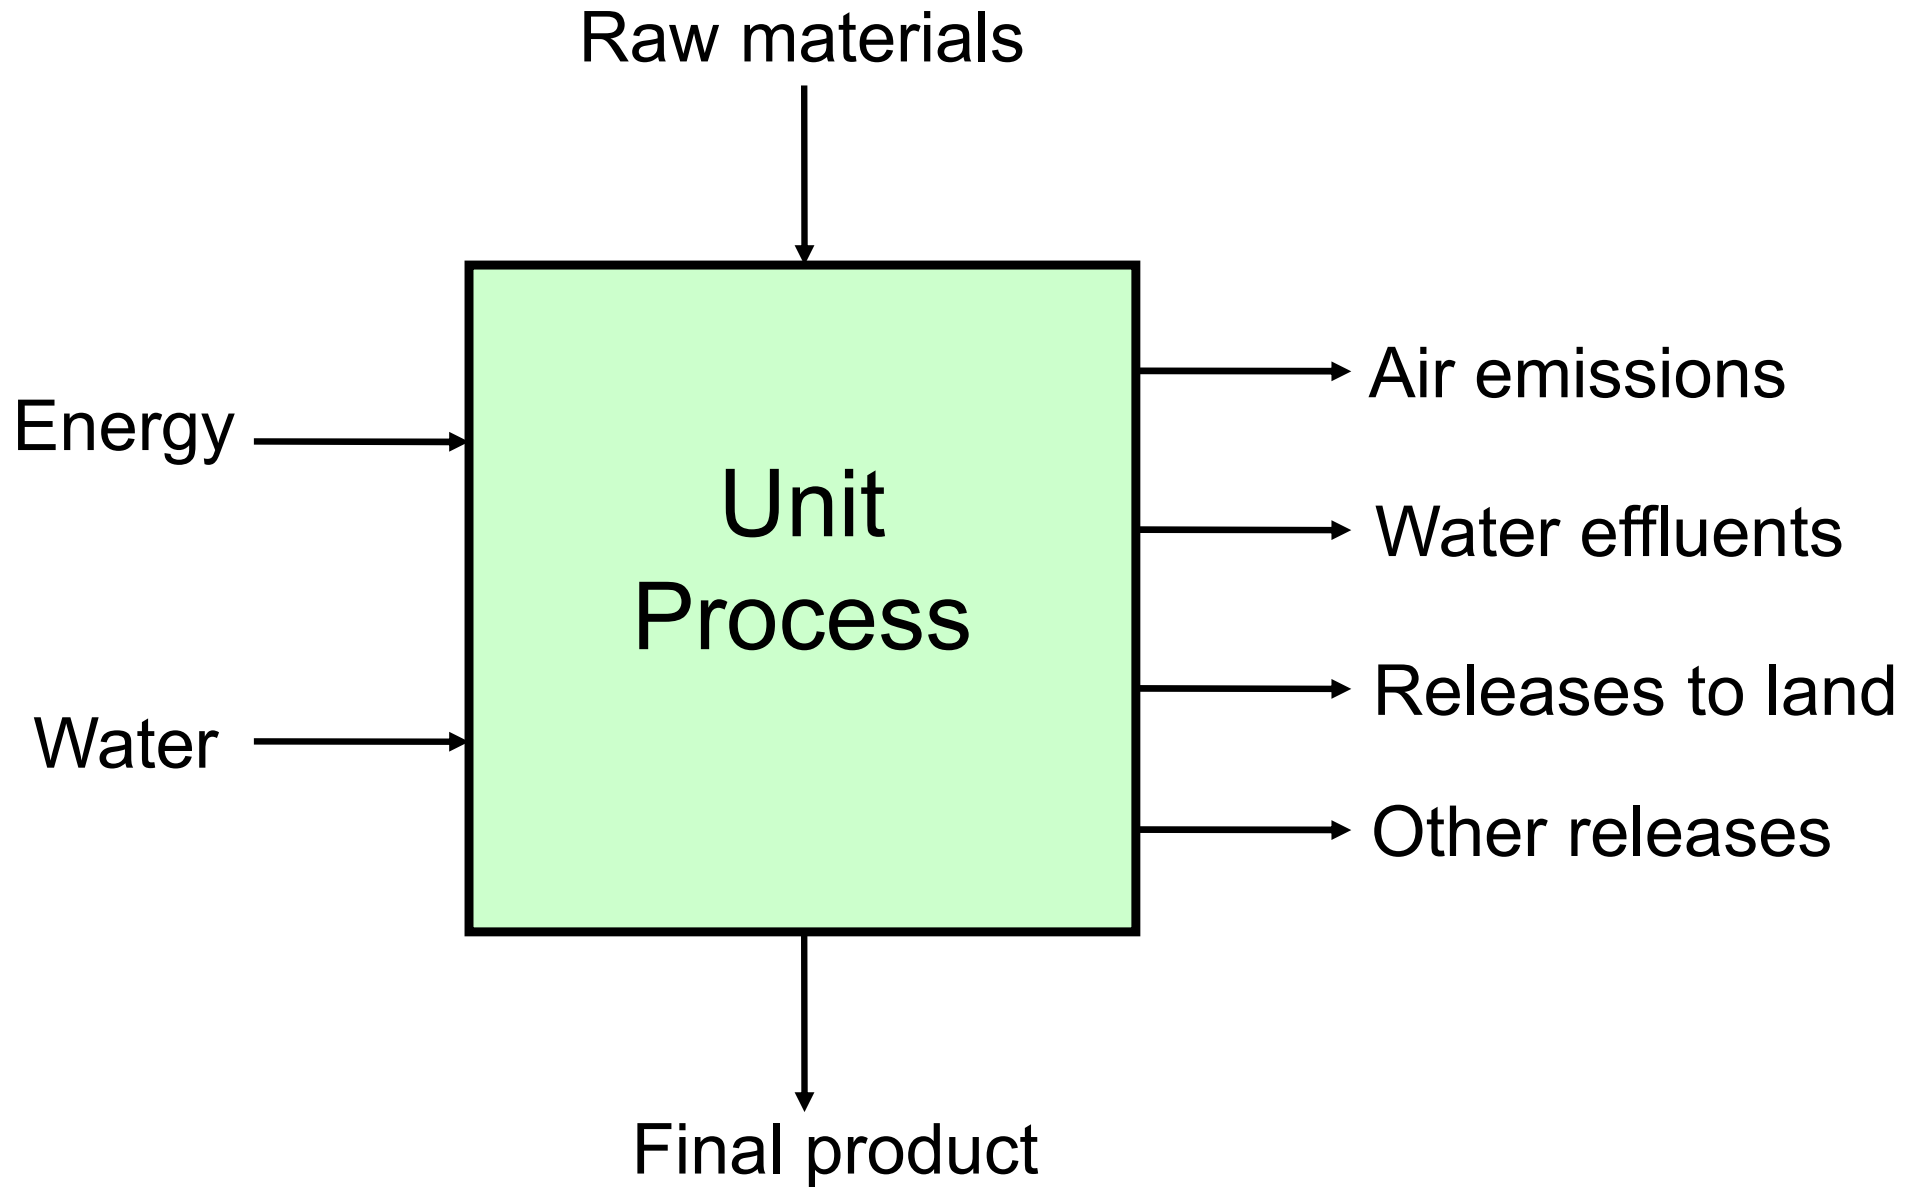 Raw materials
Energy
Water
Unit
Process
Air emissions
Water effluents
Releases to land
Other releases
Final product